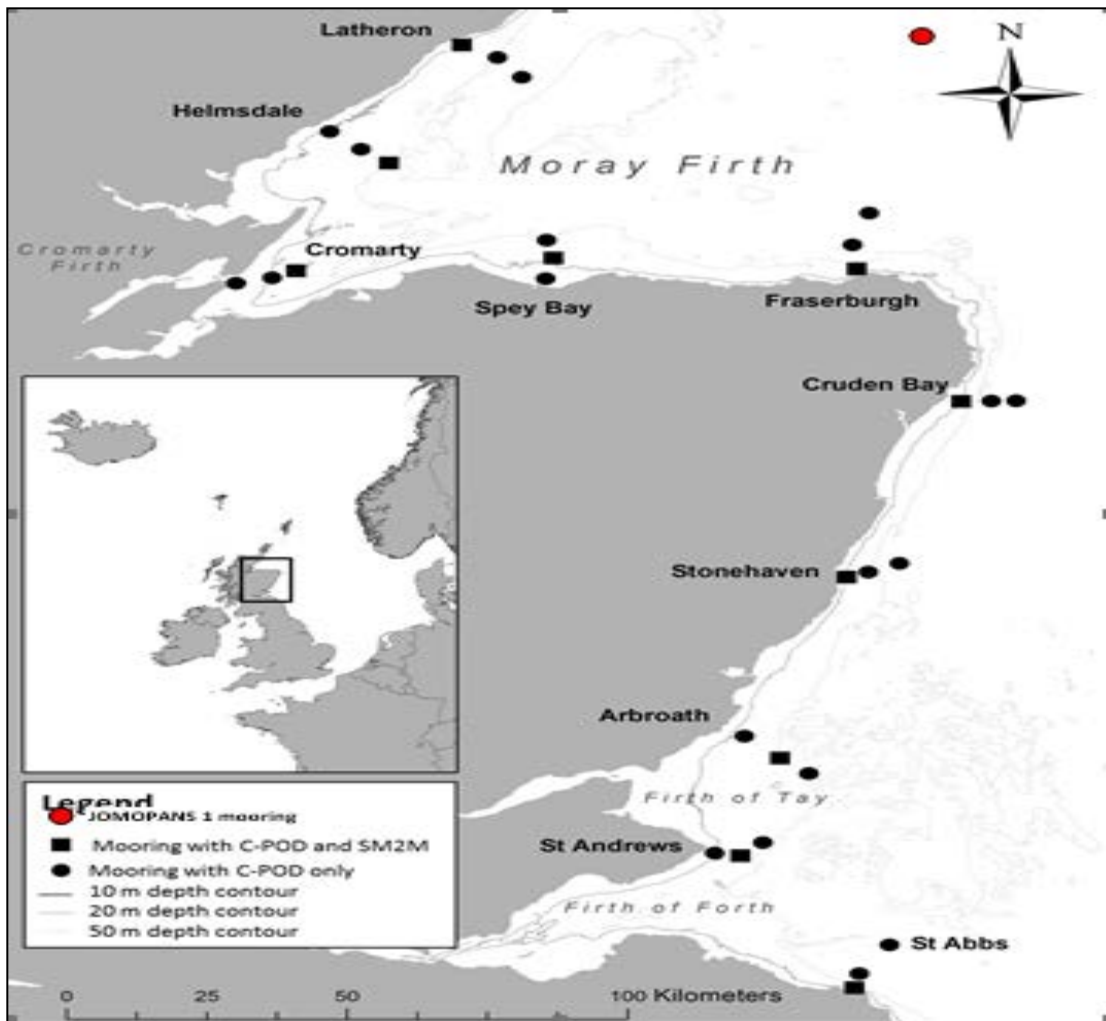 Latheron
N
Helmsdale
Moray Firth
Cromarty
Cromarty
Firth
Spey Bay
Fraserburgh
Cruden Bay
Stonehaven
Arbroath
Firth of Tay
St Andrews
Firth of Forth
St Abbs
Legend
JOMOPANS 1 mooring
Mooring with C-POD and SM2M
Mooring with C-POD only
10 m depth contour
20 m depth contour
50 m depth contour
0 25 50 100 Kilometers